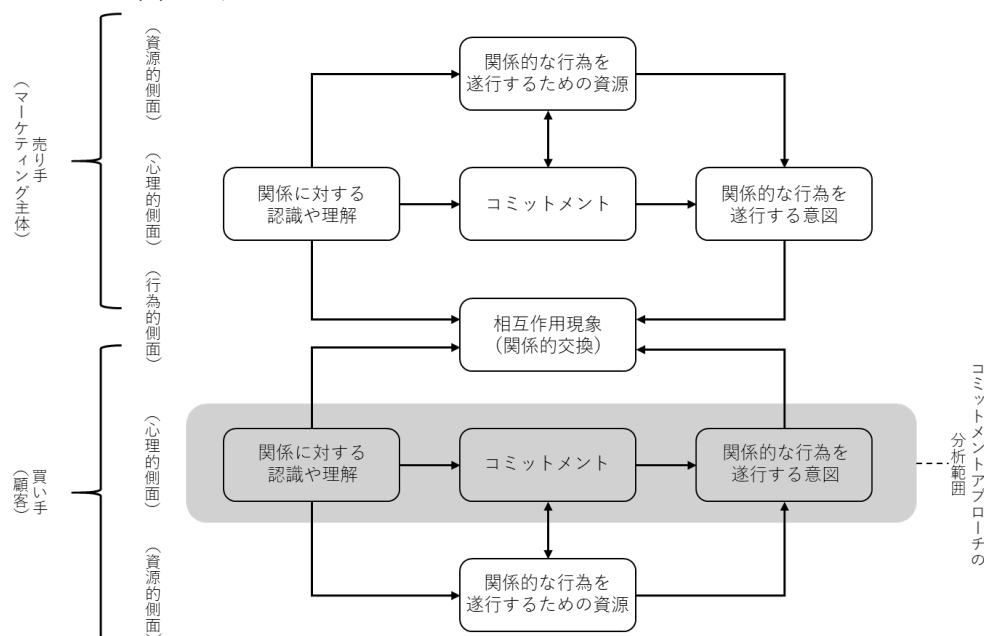 （資源的側面）
関係的な行為を
遂行するための資源
売り手
（マーケティング主体）
（心理的側面）
関係に対する
認識や理解
コミットメント
関係的な行為を
遂行する意図
（行為的側面）
相互作用現象
（関係的交換）
買い手
（顧客）
（心理的側面）
関係に対する
認識や理解
コミットメント
関係的な行為を
遂行する意図
コミットメントアプローチの
分析範囲
（資源的側面）
関係的な行為を
遂行するための資源